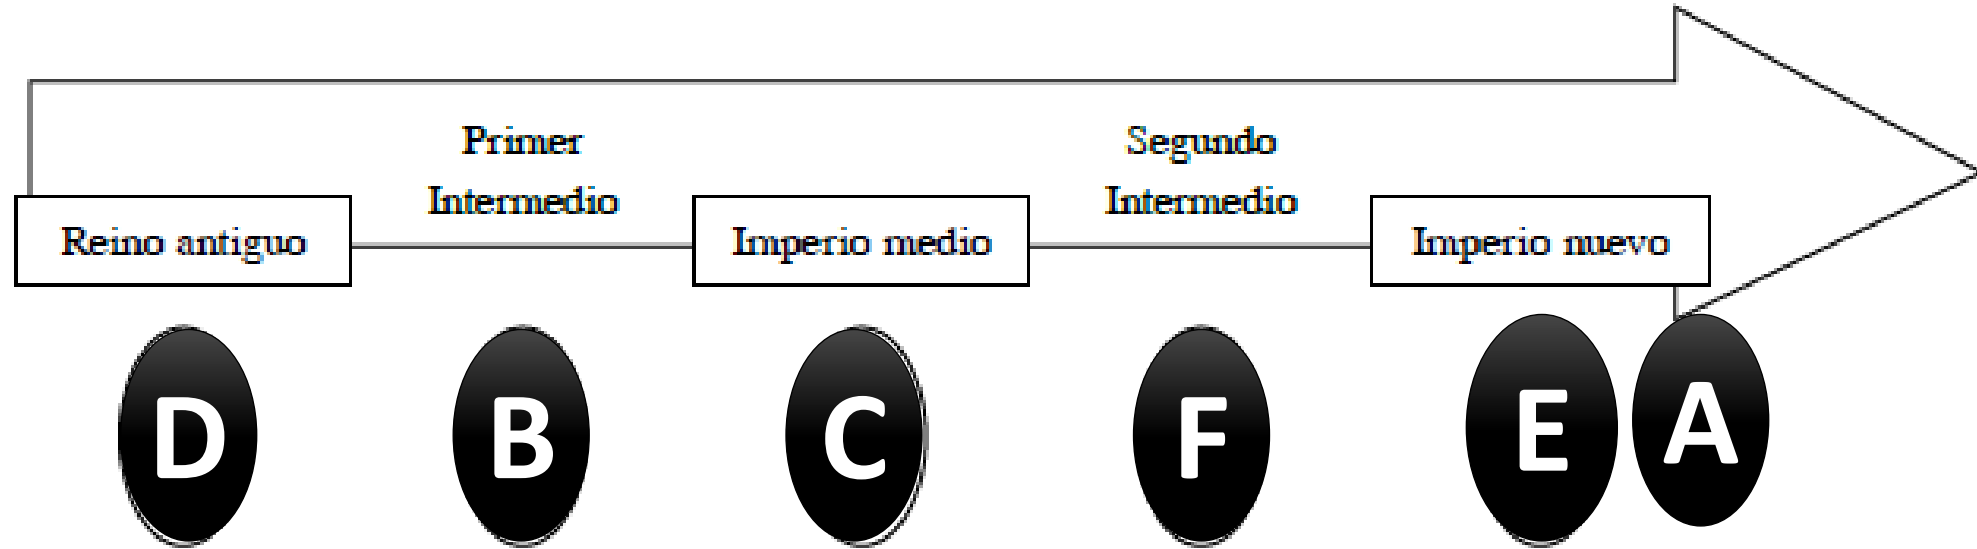 Primer
Intermedio
Segundo
Intermedio
Reino antiguo
Imperio medio
Imperio nuevo
D
B
C
F
E
A